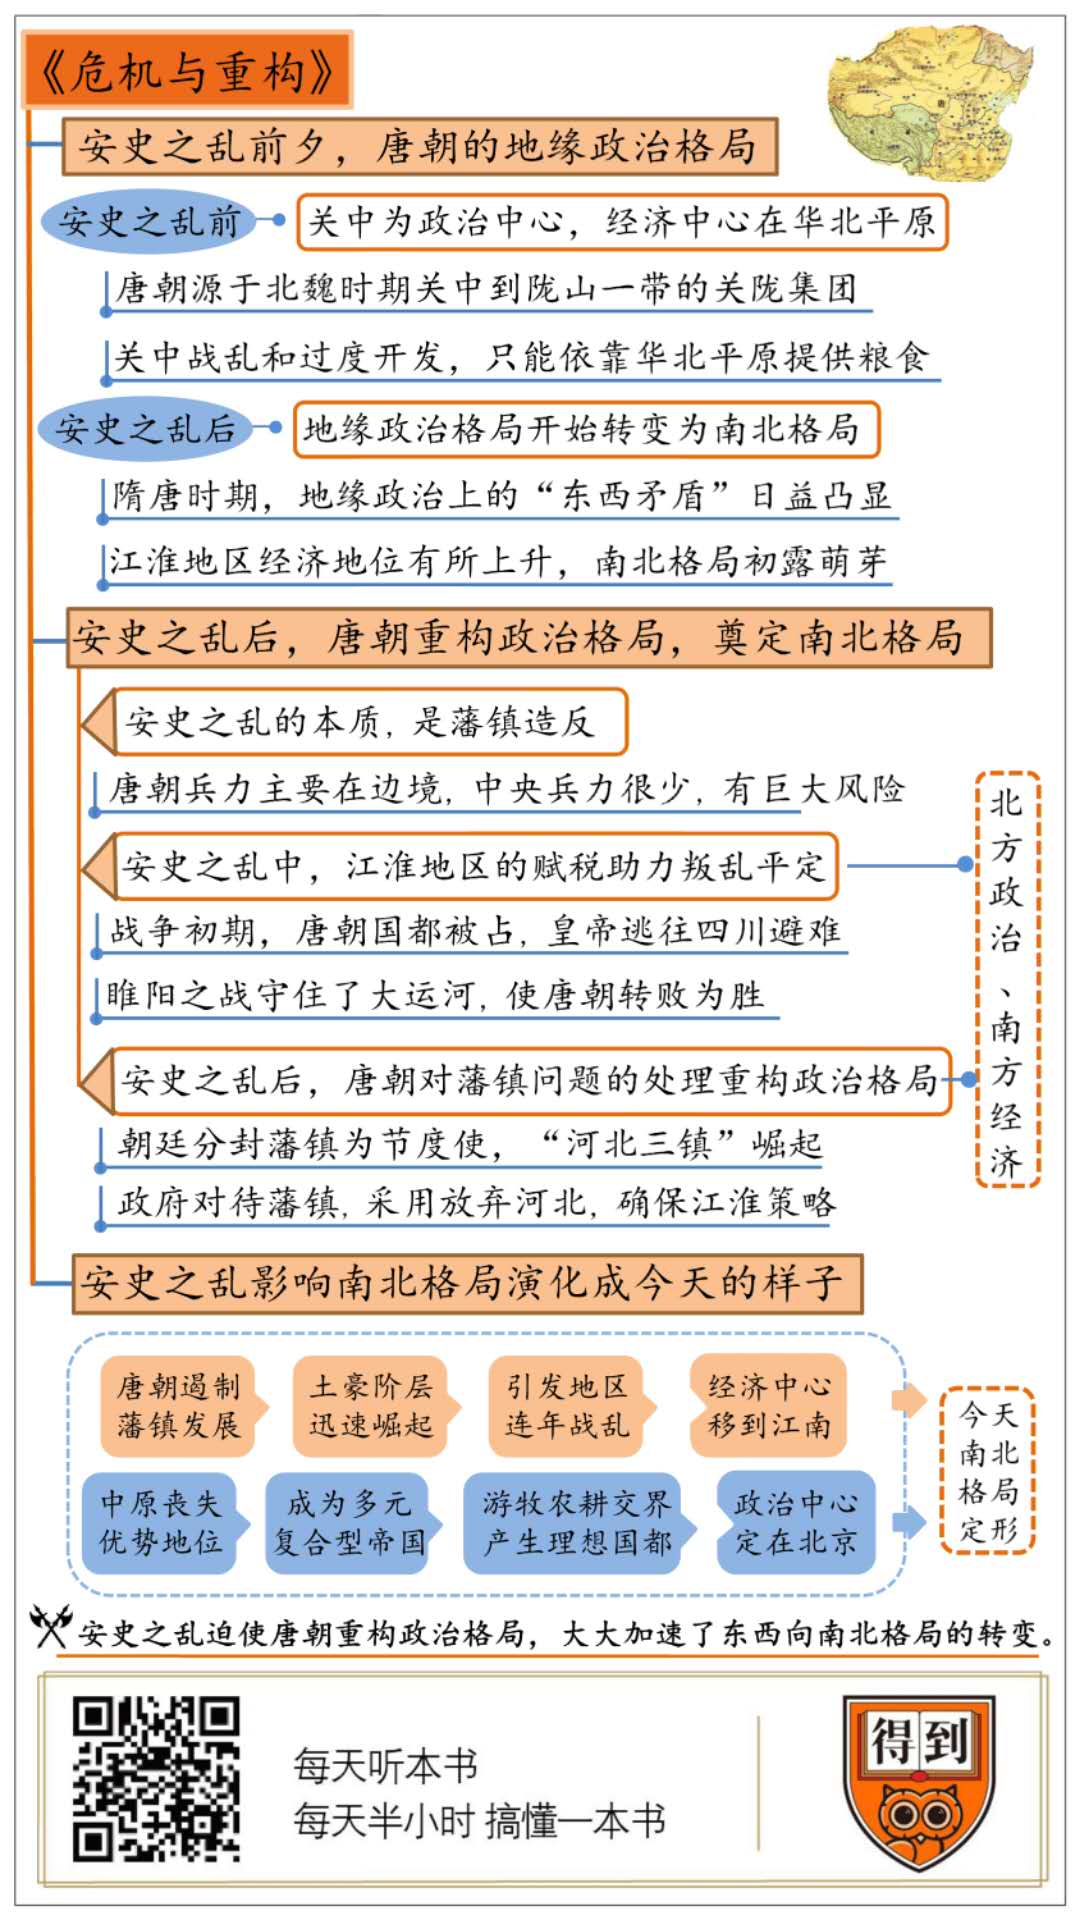 《危机与重构》
安史之乱前夕，唐朝的地缘政治格局
安史之乱前
关中为政治中心，经济中心在华北平原
唐朝源于北魏时期关中到陇山一带的关陇集团
关中战乱和过度开发，只能依靠华北平原提供粮食
安史之乱后
地缘政治格局开始转变为南北格局
隋唐时期，地缘政治上的“东西矛盾”日益凸显
江淮地区经济地位有所上升，南北格局初露萌芽
安史之乱后，唐朝重构政治格局，奠定南北格局
安史之乱的本质,是藩镇造反
唐朝兵力主要在边境,中央兵力很少,有巨大风险
安史之乱中，江淮地区的赋税助力叛乱平定
战争初期，唐朝国都被占,皇帝逃往四川避难
睢阳之战守住了大运河,使唐朝转败为胜
安史之乱后，唐朝对藩镇问题的处理重构政治格局
朝廷分封藩镇为节度使，“河北三镇”崛起
政府对待藩镇,采用放弃河北,确保江淮策略
北方政治、南方经济
安史之乱影响南北格局演化成今天的样子
唐朝遏制
藩镇发展
土豪阶层
迅速崛起
引发地区
连年战乱
经济中心
移到江南
中原丧失
优势地位
成为多元
复合型帝国
游牧农耕交界
产生理想国都
政治中心
定在北京
今天
南北
格局
定形
安史之乱迫使唐朝重构政治格局，大大加速了东西向南北格局的转变。
每天听本书
每天半小时 搞懂一本书
得到